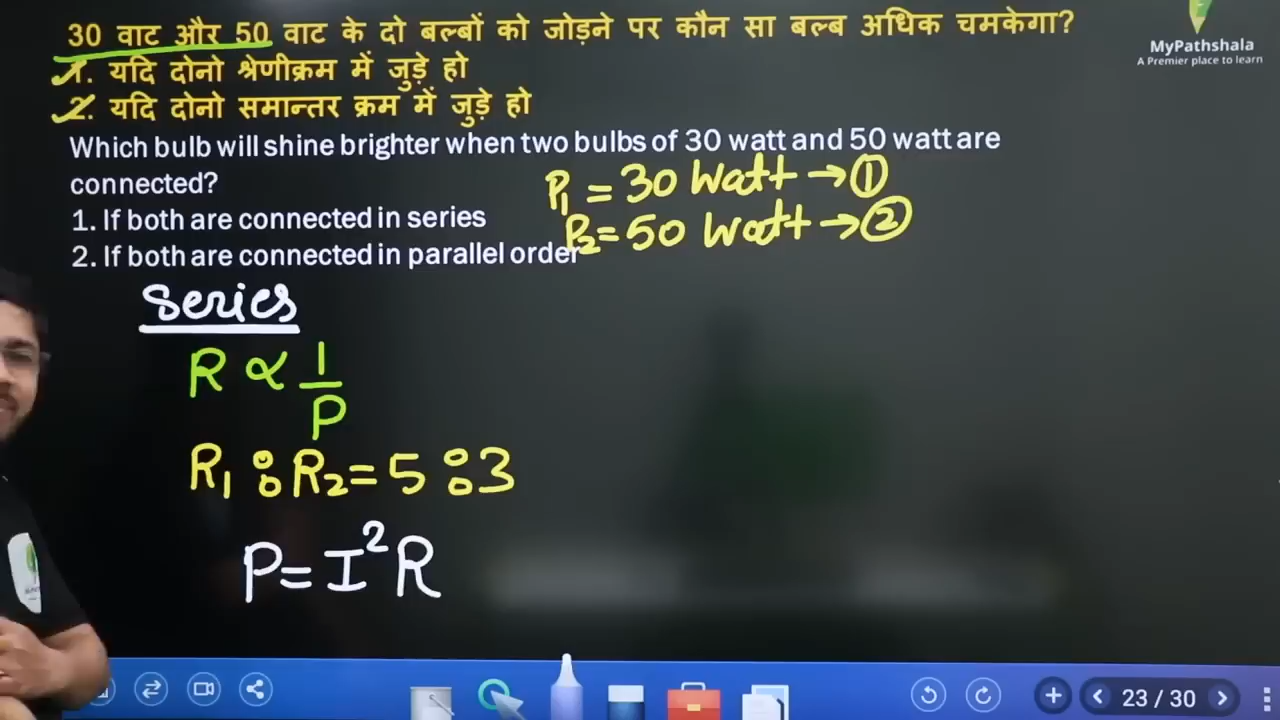 30 वाट और 50 वाट के दो बल्बों को जोड़ने पर कौन सा बल्ब अधिक चमकेगा?
1. यदि दोनो श्रेणीक्रम में जुड़े हो
2. यदि दोनो समान्तर क्रम में जुड़े हो
Which bulb will shine brighter when two bulbs of 30 watt and 50 watt are
connected?
1. If both are connected in series
2. If both are connected in parallel order
P₁ = 30 Watt → ①
P₂ = 50 Watt → ②
Series
R ∝ 1/P
R₁ : R₂ = 5 : 3
P = I²R
MyPathshala
A Premier place to learn
23 / 30